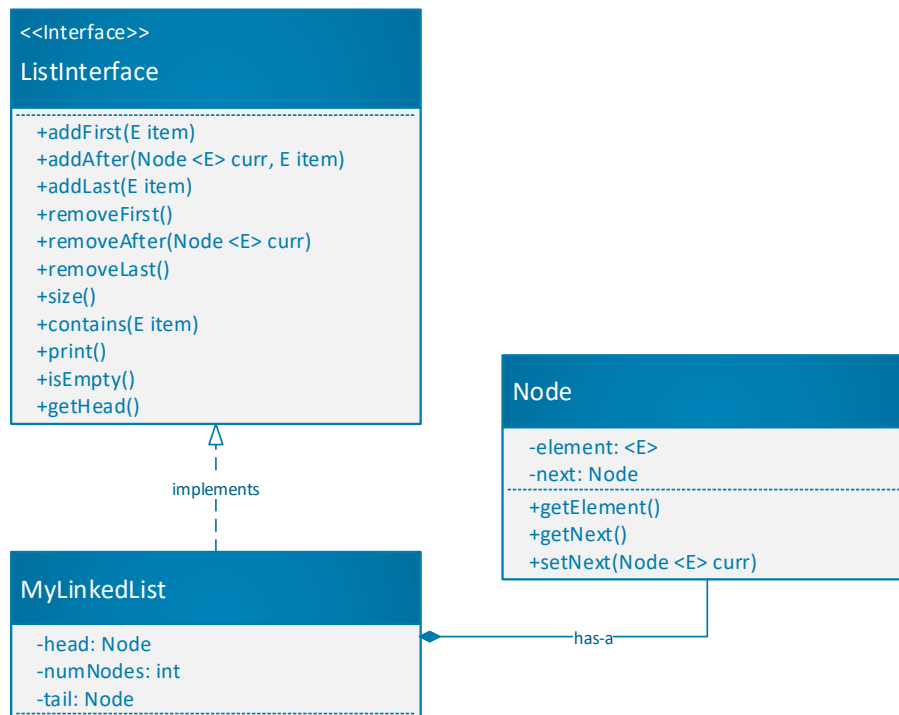 <<Interface>>
ListInterface
+addFirst(E item)
+addAfter(Node <E> curr, E item)
+addLast(E item)
+removeFirst()
+removeAfter(Node <E> curr)
+removeLast()
+size()
+contains(E item)
+print()
+isEmpty()
+getHead()
implements
Node
-element: <E>
-next: Node
+getElement()
+getNext()
+setNext(Node <E> curr)
MyLinkedList
-head: Node
-numNodes: int
-tail: Node
has-a